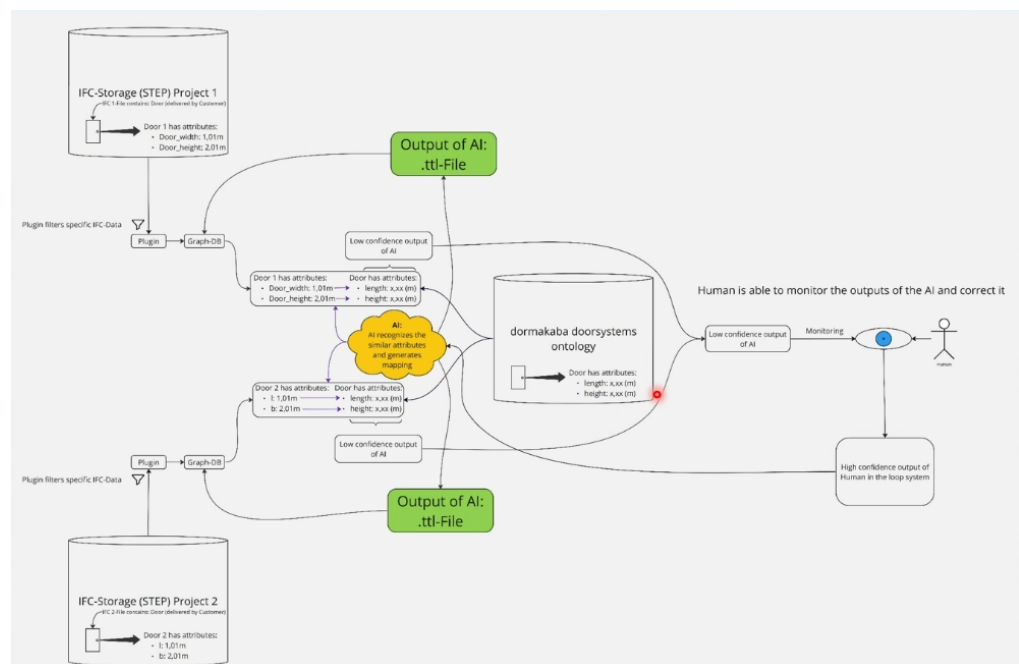 IFC-Storage (STEP) Project 1
IFC 1-File contains: Door (delivered by Customer)
Door 1 has attributes:
• Door_width: 1,01m
• Door_height: 2,01m
Output of AI:
.ttl-File
Plugin filters specific IFC-Data
Plugin
Graph-DB
Low confidence output
of AI
Door 1 has attributes:
• Door_width: 1,01m
• Door_height: 2,01m
Door has attributes:
• length: x,xx (m)
• height: x,xx (m)
AI:
AI recognizes the
similar attributes
and generates
mapping
dormakaba doorsystems
ontology
Door has attributes:
• length: x,xx (m)
• height: x,xx (m)
Human is able to monitor the outputs of the AI and correct it
Low confidence output
of AI
Monitoring
Door 2 has attributes:
• l: 1,01m
• b: 2,01m
Door has attributes:
• length: x,xx (m)
• height: x,xx (m)
Low confidence output
of AI
Plugin
Graph-DB
Plugin filters specific IFC-Data
High confidence output of
Human in the loop system
Output of AI:
.ttl-File
IFC-Storage (STEP) Project 2
IFC 2-File contains: Door (delivered by Customer)
Door 2 has attributes:
• l: 1,01m
• b: 2,01m